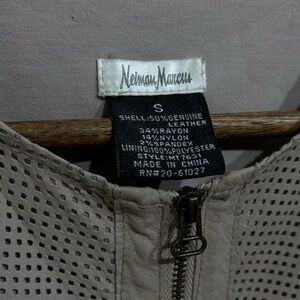 Neiman Marcus
S
SHELL:50%GENUINE
LEATHER
34%RAYON
14%NYLON
2%SPANDEX
LINING:100%POLYESTER
STYLE:MT7631
MADE IN CHINA
RN#20-61027